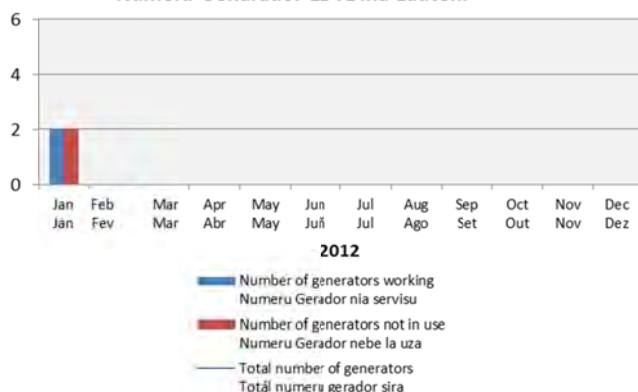 6
4
2
0
Jan Feb Mar Apr May Jun Jul Aug Sep Oct Nov Dec
Jan Fev Mar Abr May Juñ Jul Ago Set Out Nov Dez
2012
Number of generators working
Numeru Gerador nia servisu
Number of generators not in use
Numeru Gerador nebe la uza
Total number of generators
Totál numeru gerador sira